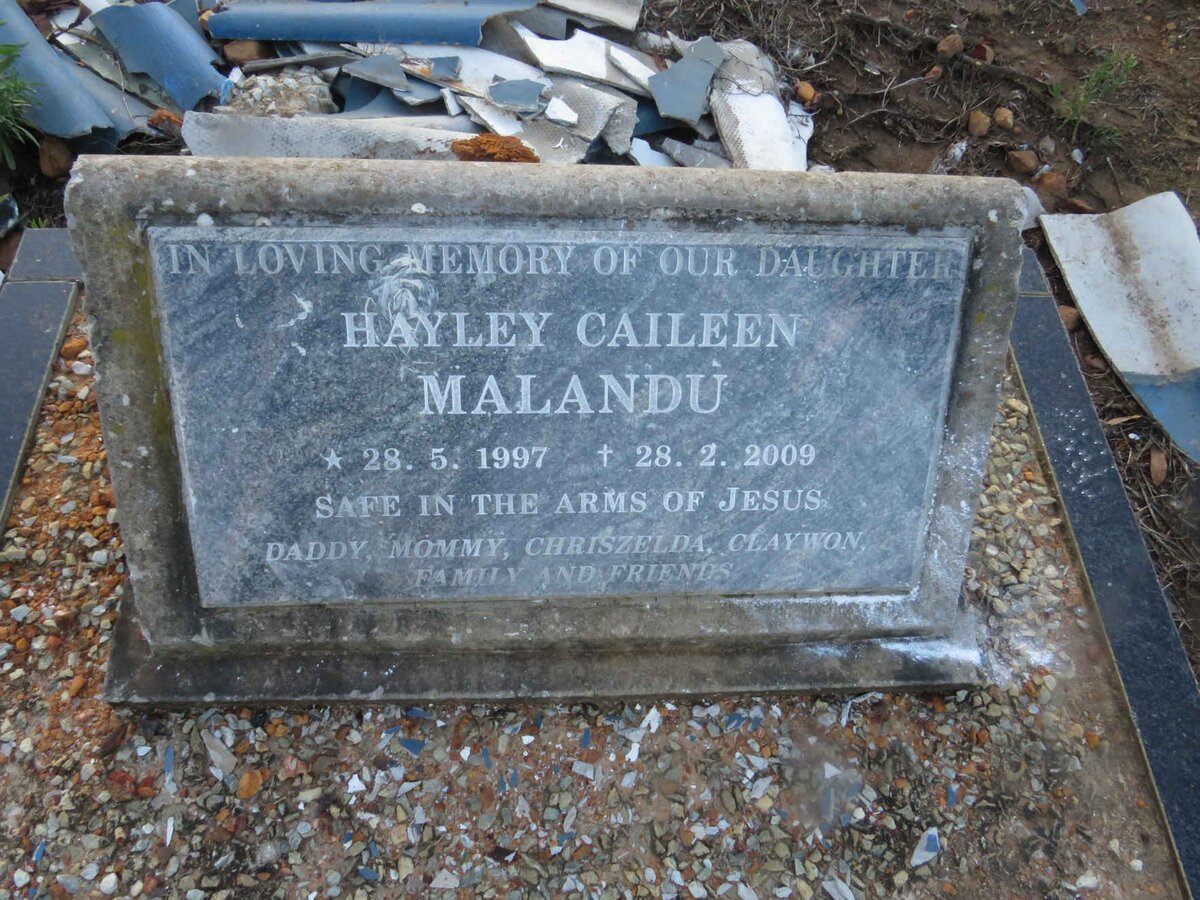 IN LOVING MEMORY OF OUR DAUGHTER
HAYLEY CAILEEN
MALANDU
★ 28. 5. 1997 † 28. 2. 2009
SAFE IN THE ARMS OF JESUS
DADDY, MOMMY, CHRISZELDA, CLAYWON,
FAMILY AND FRIENDS